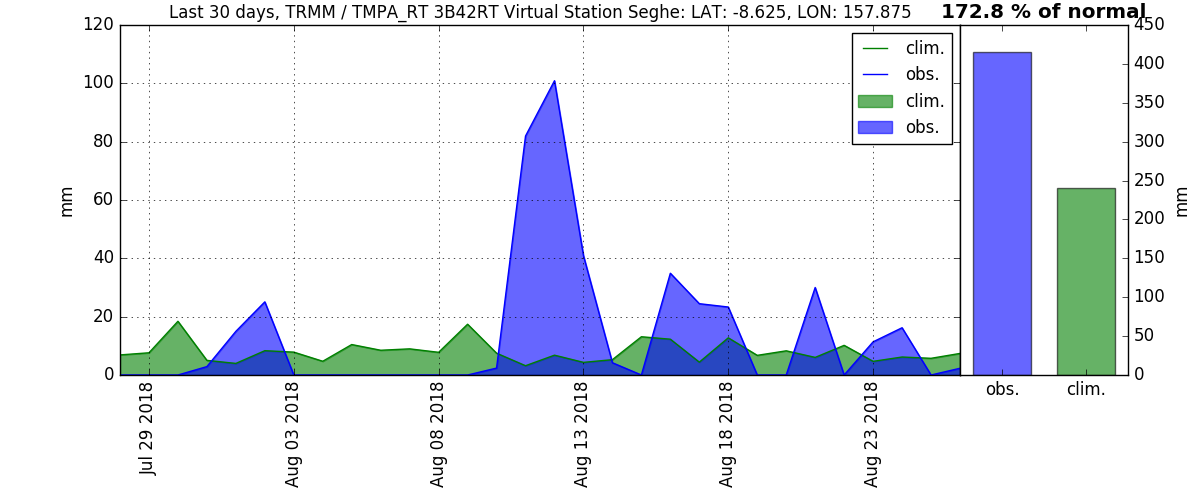 Last 30 days, TRMM / TMPA_RT 3B42RT Virtual Station Seghe: LAT: -8.625, LON: 157.875
172.8 % of normal
mm
120
100
80
60
40
20
0
clim.
obs.
clim.
obs.
Jul 29 2018
Aug 03 2018
Aug 08 2018
Aug 13 2018
Aug 18 2018
Aug 23 2018
450
400
350
300
250
200
150
100
50
0
mm
obs.
clim.